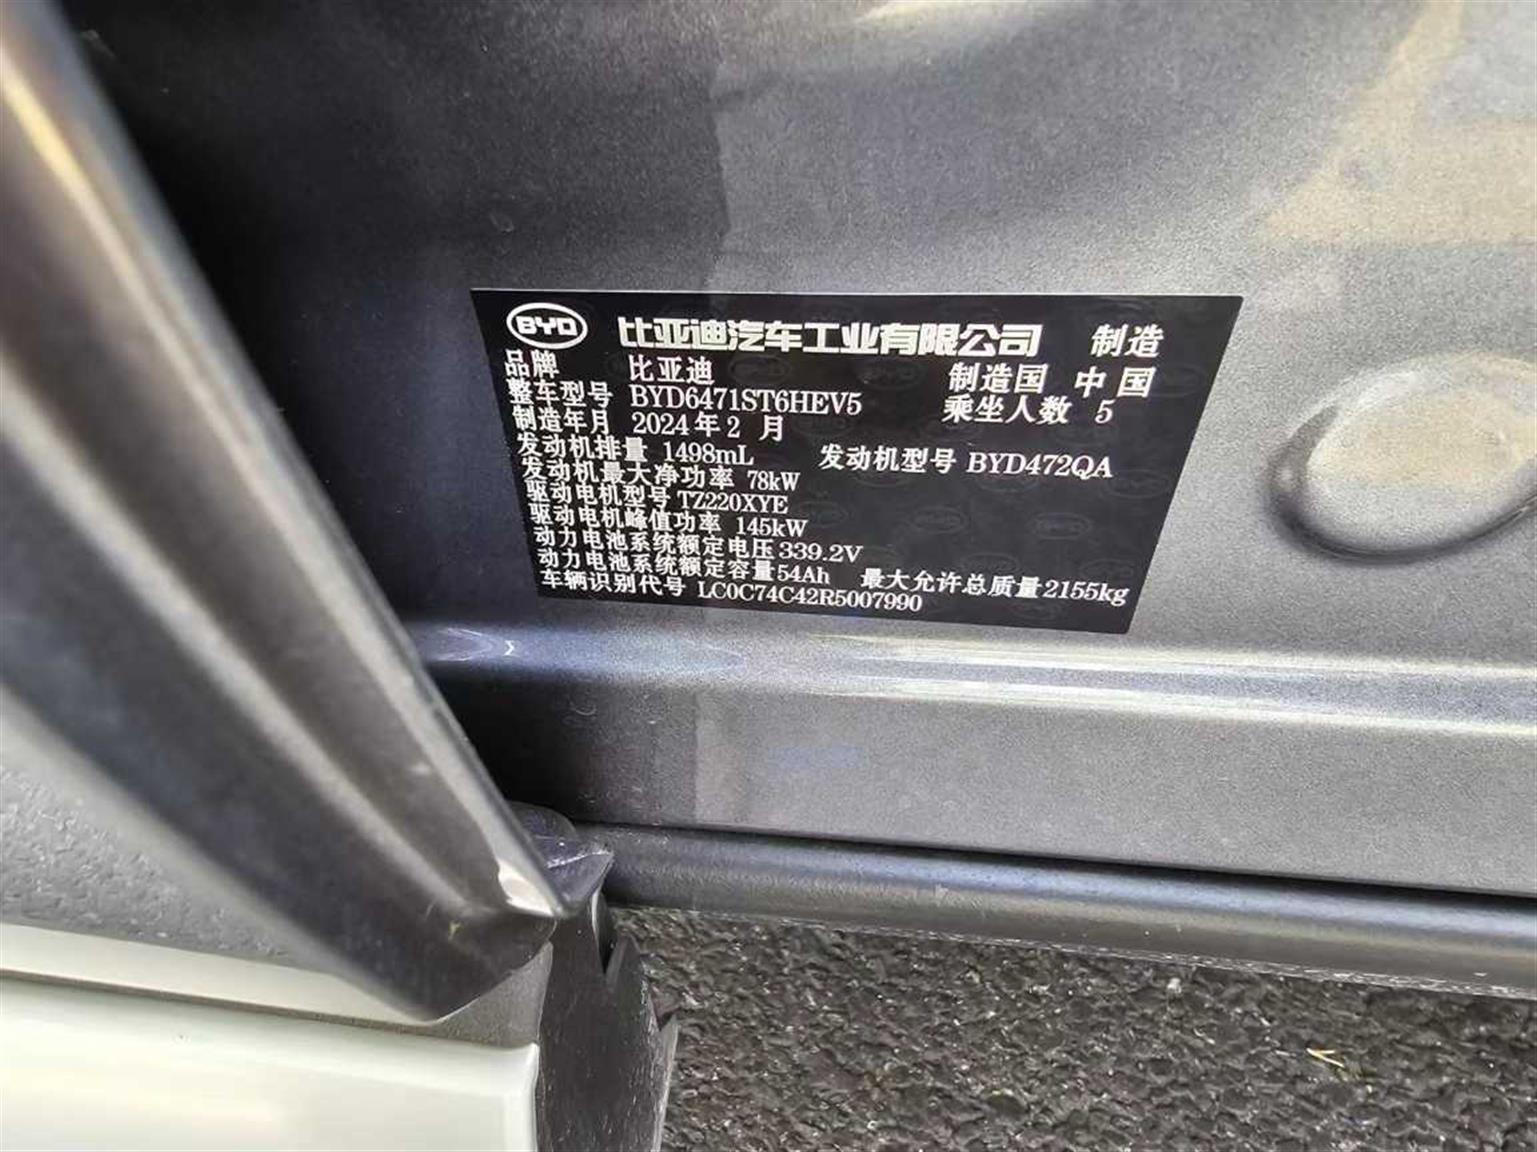 BYD 比亚迪汽车工业有限公司 制造
品牌 比亚迪 制造国 中国
整车型号 BYD6471ST6HEV5 乘坐人数 5
制造年月 2024年2月
发动机排量 1498mL 发动机型号 BYD472QA
发动机最大净功率 78kW
驱动电机型号 TZ220XYE
驱动电机峰值功率 145kW
动力电池系统额定电压 339.2V
动力电池系统额定容量 54Ah 最大允许总质量 2155kg
车辆识别代号 LC0C74C42R5007990